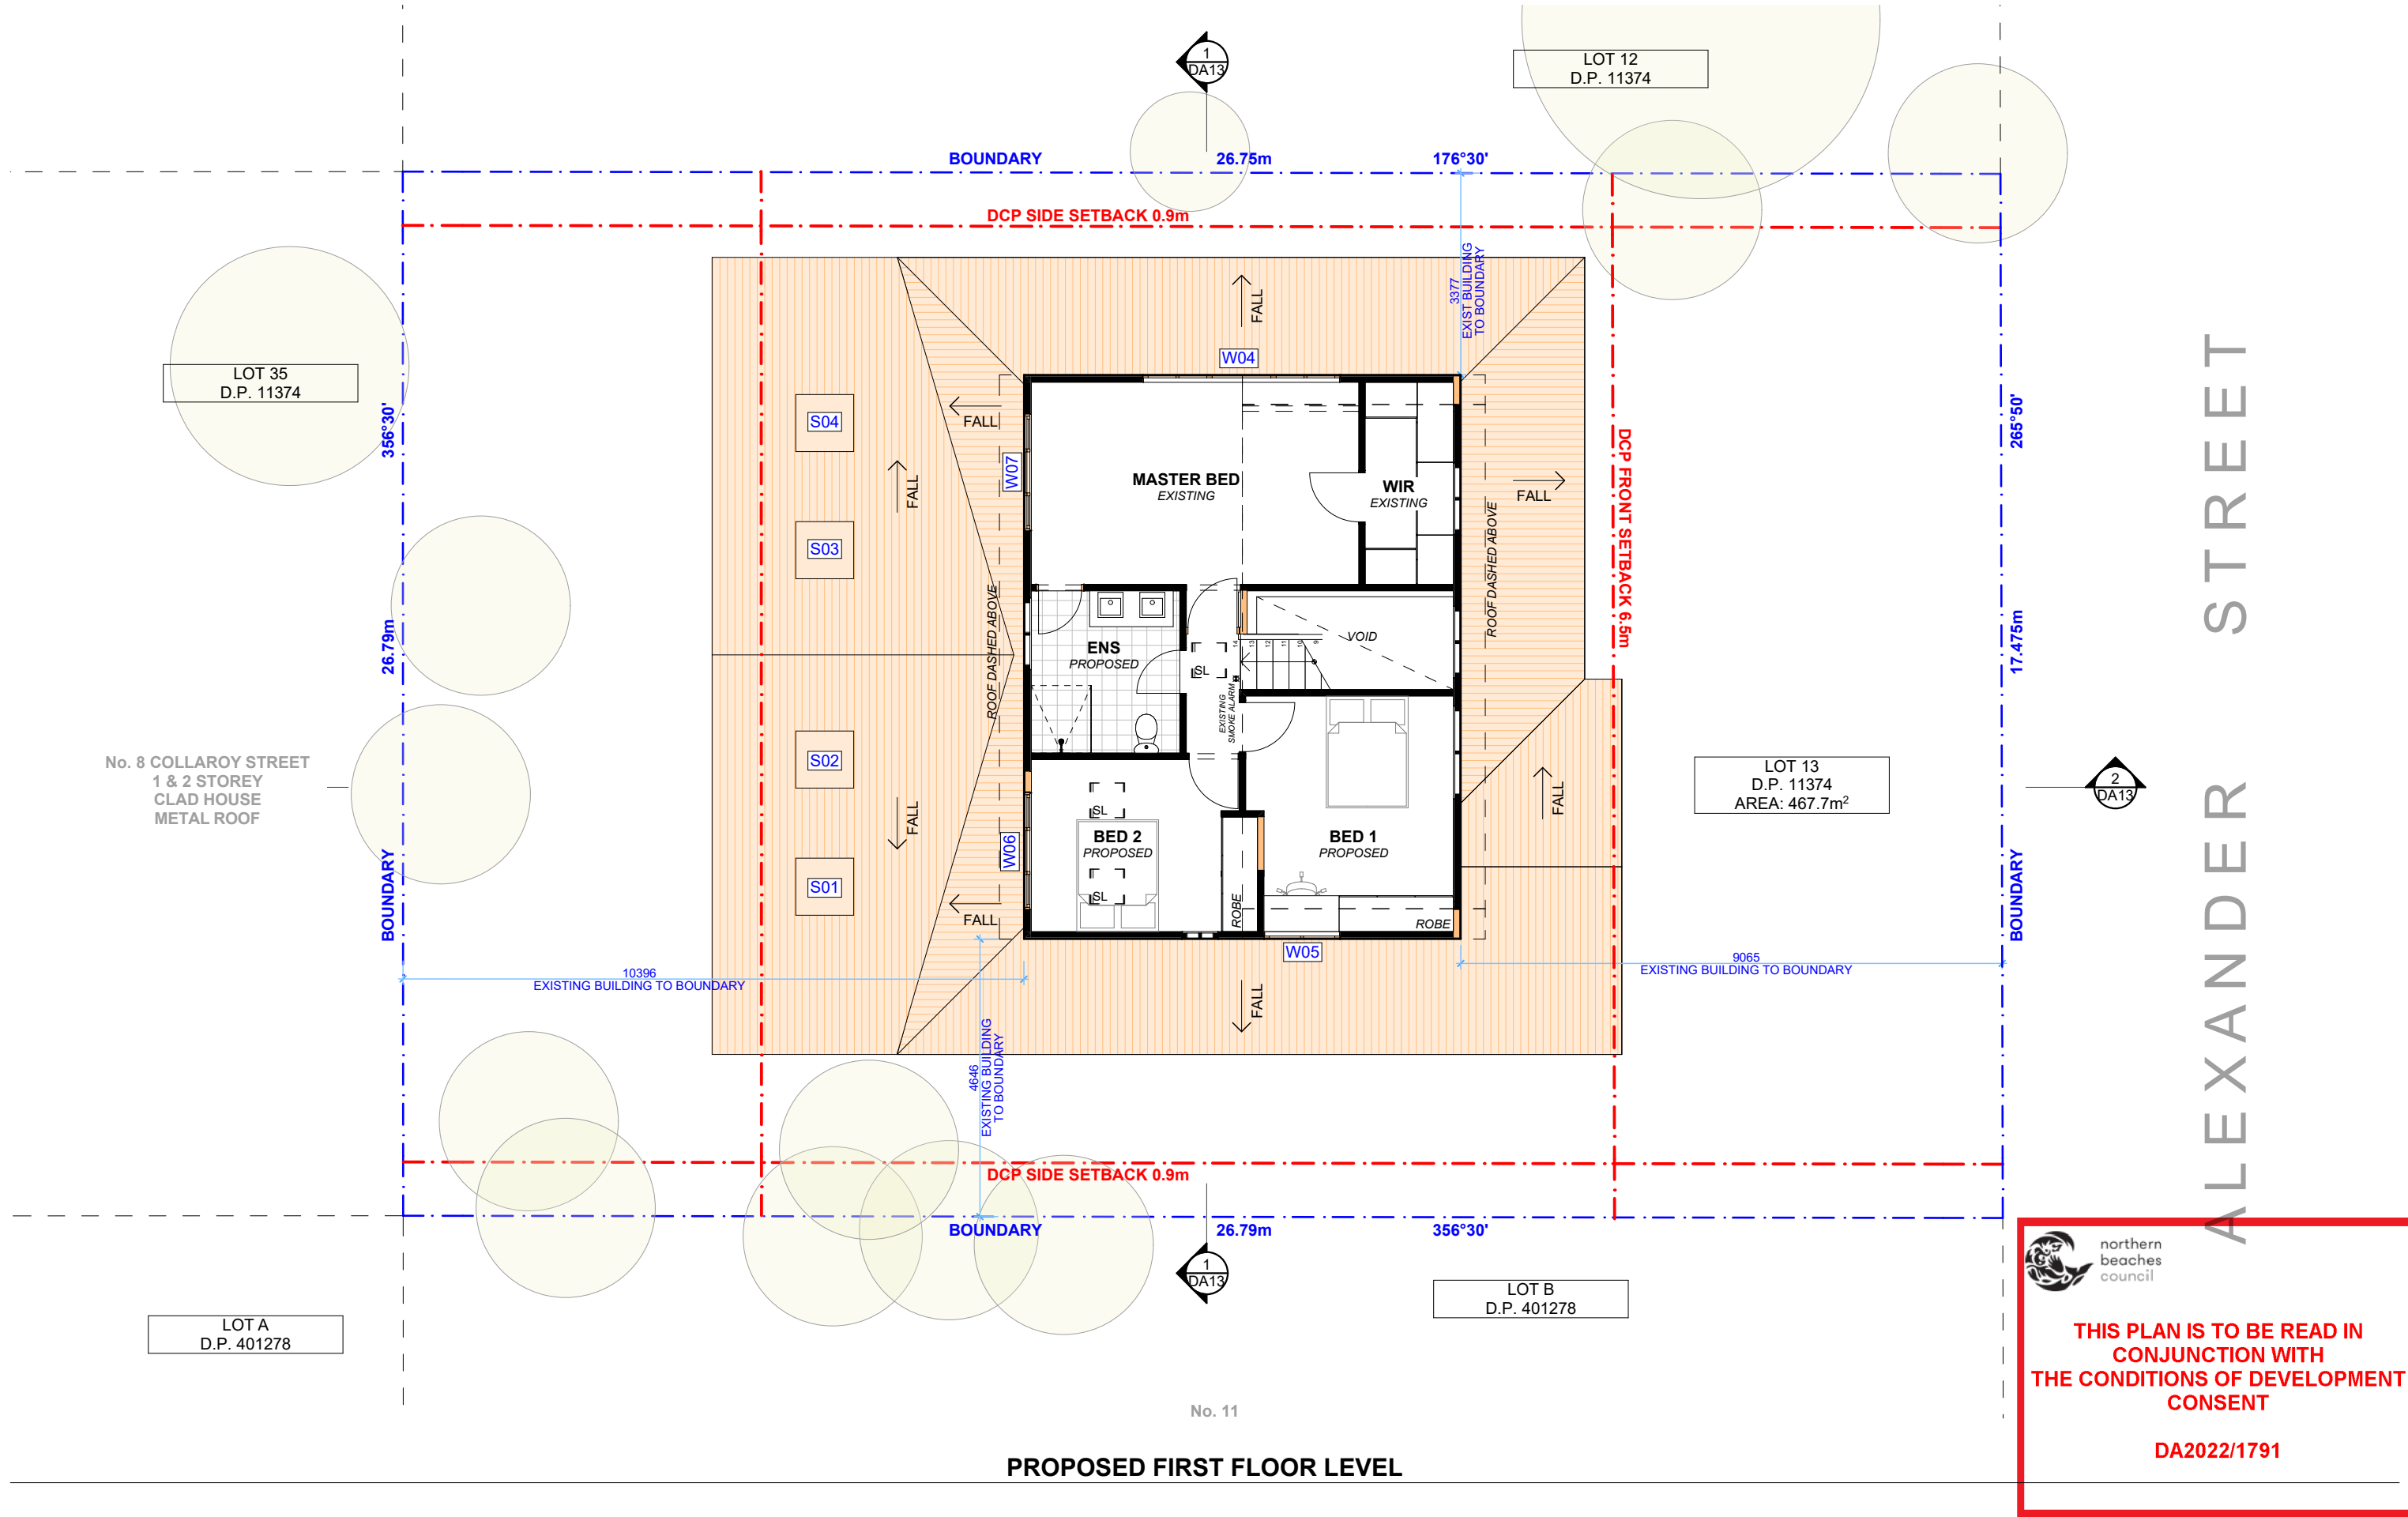 1
DA13
LOT 12
D.P. 11374
BOUNDARY 26.75m 176°30'
DCP SIDE SETBACK 0.9m
3377
EXIST BUILDING
TO BOUNDARY
FALL
W04
LOT 35
D.P. 11374
356°30'
26.79m
BOUNDARY
S04
S03
S02
S01
FALL
FALL
FALL
FALL
W07
W06
ROOF DASHED ABOVE
MASTER BED
EXISTING
WIR
EXISTING
FALL
ROOF DASHED ABOVE
DCP FRONT SETBACK 6.5m
265°50'
17.475m
BOUNDARY
ALEXANDER STREET
ENS
PROPOSED
SL
VOID
14
13
12
11
10
9
EXISTING
SMOKE ALARM
No. 8 COLLAROY STREET
1 & 2 STOREY
CLAD HOUSE
METAL ROOF
SL
BED 2
PROPOSED
SL
ROBE
BED 1
PROPOSED
ROBE
FALL
LOT 13
D.P. 11374
AREA: 467.7m²
2
DA13
W05
10396
EXISTING BUILDING TO BOUNDARY
9065
EXISTING BUILDING TO BOUNDARY
FALL
4646
EXISTING BUILDING
TO BOUNDARY
DCP SIDE SETBACK 0.9m
BOUNDARY 26.79m 356°30'
1
DA13
LOT B
D.P. 401278
LOT A
D.P. 401278
No. 11
PROPOSED FIRST FLOOR LEVEL
northern
beaches
council
THIS PLAN IS TO BE READ IN
CONJUNCTION WITH
THE CONDITIONS OF DEVELOPMENT
CONSENT
DA2022/1791